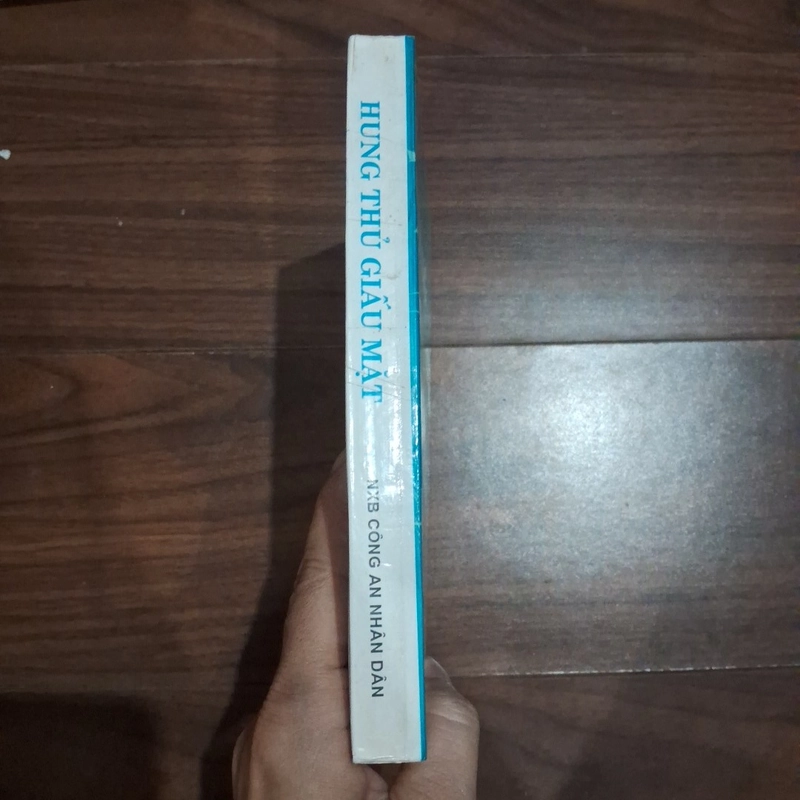 HUNG THỦ GIẤU MẶT
NXB CÔNG AN NHÂN DÂN